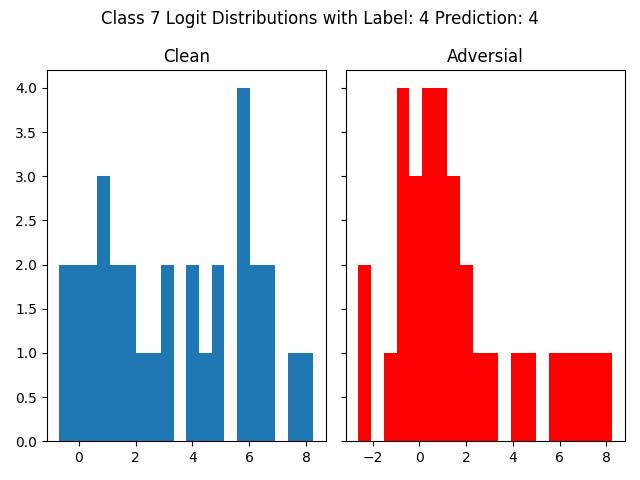 Class 7 Logit Distributions with Label: 4 Prediction: 4
Clean
Adversial
4.0
3.5
3.0
2.5
2.0
1.5
1.0
0.5
0.0
0 2 4 6 8
−2 0 2 4 6 8